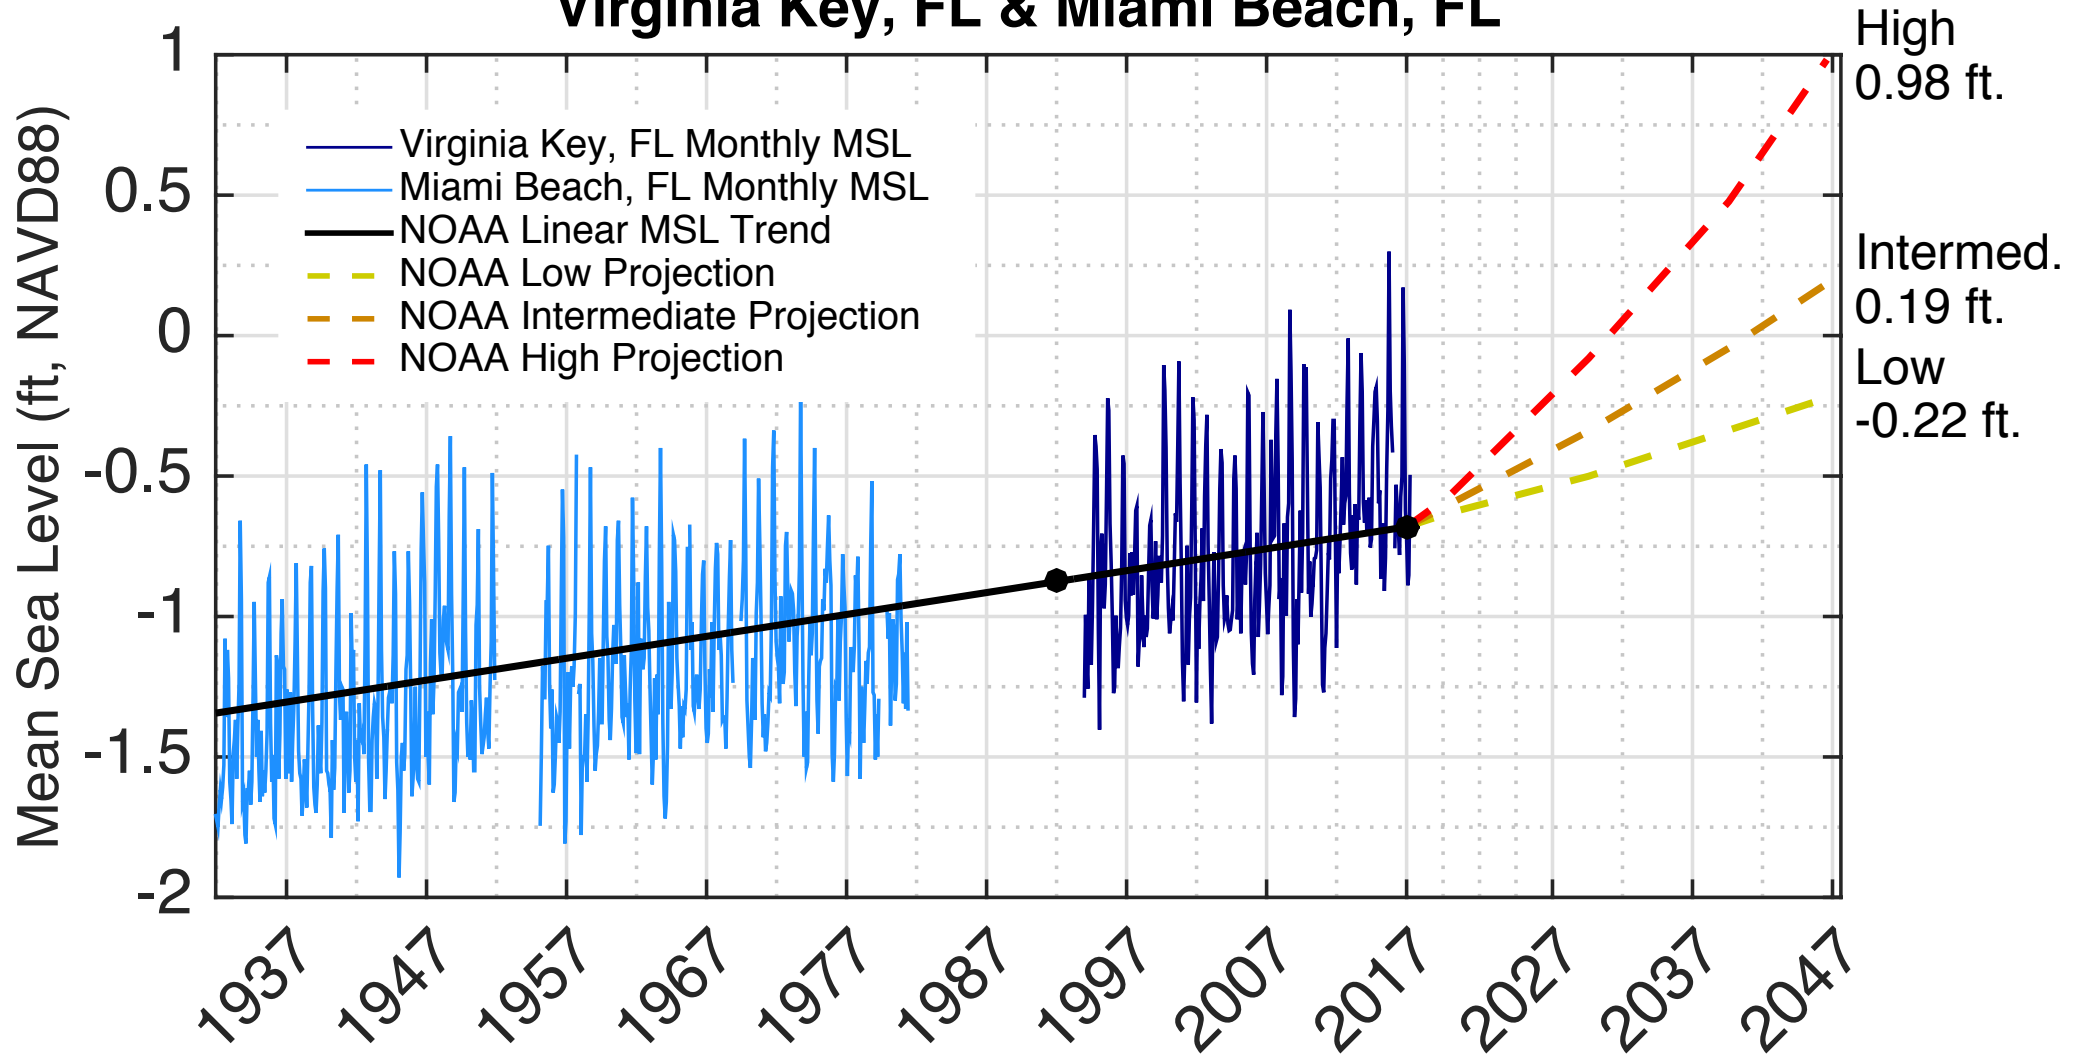 Virginia Key, FL & Miami Beach, FL
High
0.98 ft.
Intermed.
0.19 ft.
Low
-0.22 ft.
Mean Sea Level (ft, NAVD88)
1
0.5
0
-0.5
-1
-1.5
-2
Virginia Key, FL Monthly MSL
Miami Beach, FL Monthly MSL
NOAA Linear MSL Trend
NOAA Low Projection
NOAA Intermediate Projection
NOAA High Projection
1937
1947
1957
1967
1977
1987
1997
2007
2017
2027
2037
2047